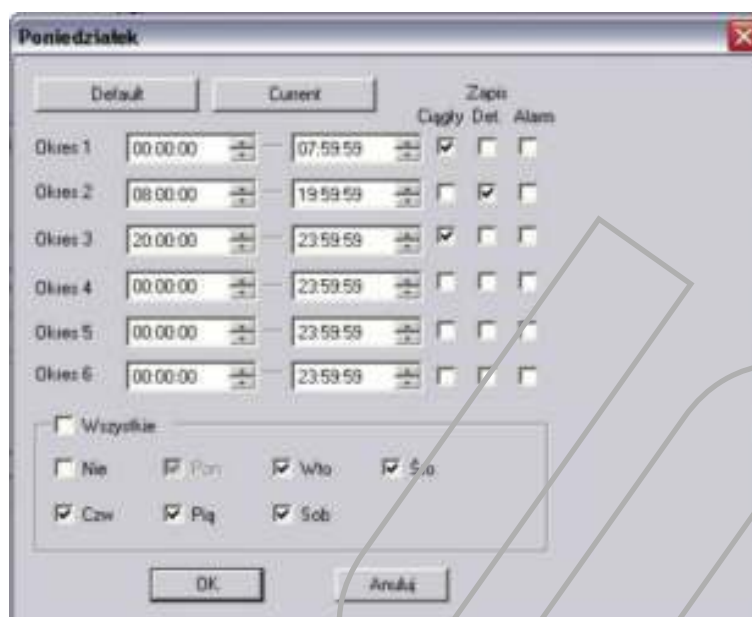 Poniedziałek
Default Current Zapis
Ciągły Det. Alarm
Okres 1 00:00:00 07:59:59
Okres 2 08:00:00 19:59:59
Okres 3 20:00:00 23:59:59
Okres 4 00:00:00 23:59:59
Okres 5 00:00:00 23:59:59
Okres 6 00:00:00 23:59:59
Wszystkie
Nie Pon Wto Śro
Czw Pią Sob
OK Anuluj